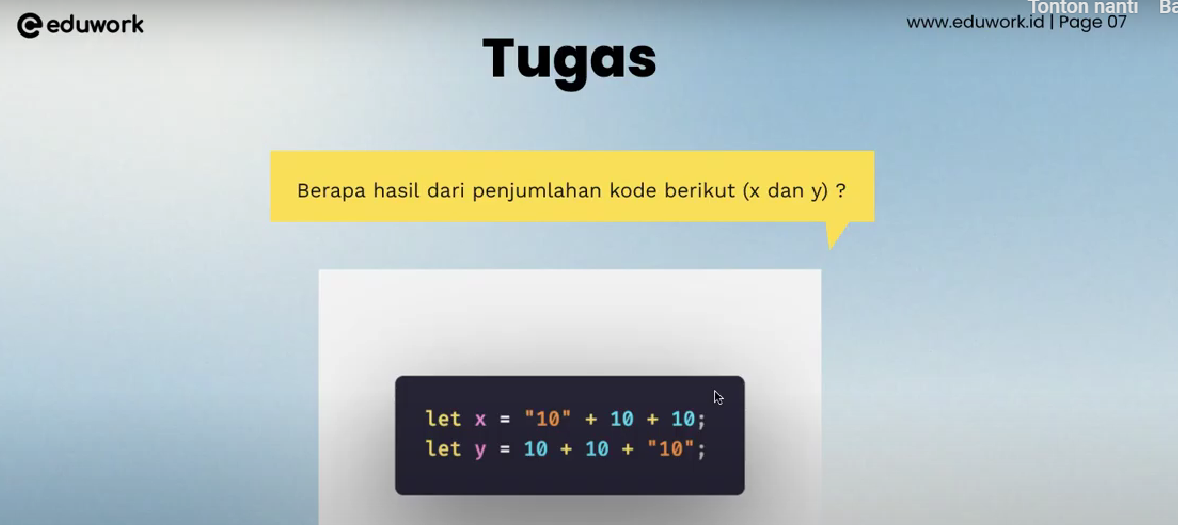 eduwork
Tonton nanti Ba
www.eduwork.id | Page 07
Tugas
Berapa hasil dari penjumlahan kode berikut (x dan y) ?
let x = "10" + 10 + 10;
let y = 10 + 10 + "10";